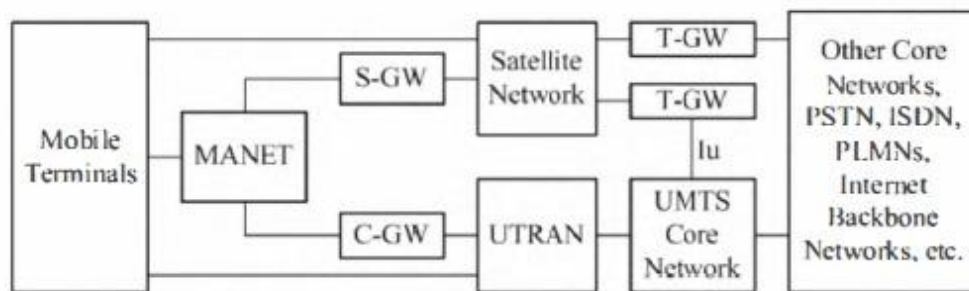 Mobile
Terminals
MANET
S-GW
C-GW
Satellite
Network
UTRAN
T-GW
T-GW
Iu
UMTS
Core
Network
Other Core
Networks,
PSTN, ISDN,
PLMNs,
Internet
Backbone
Networks, etc.